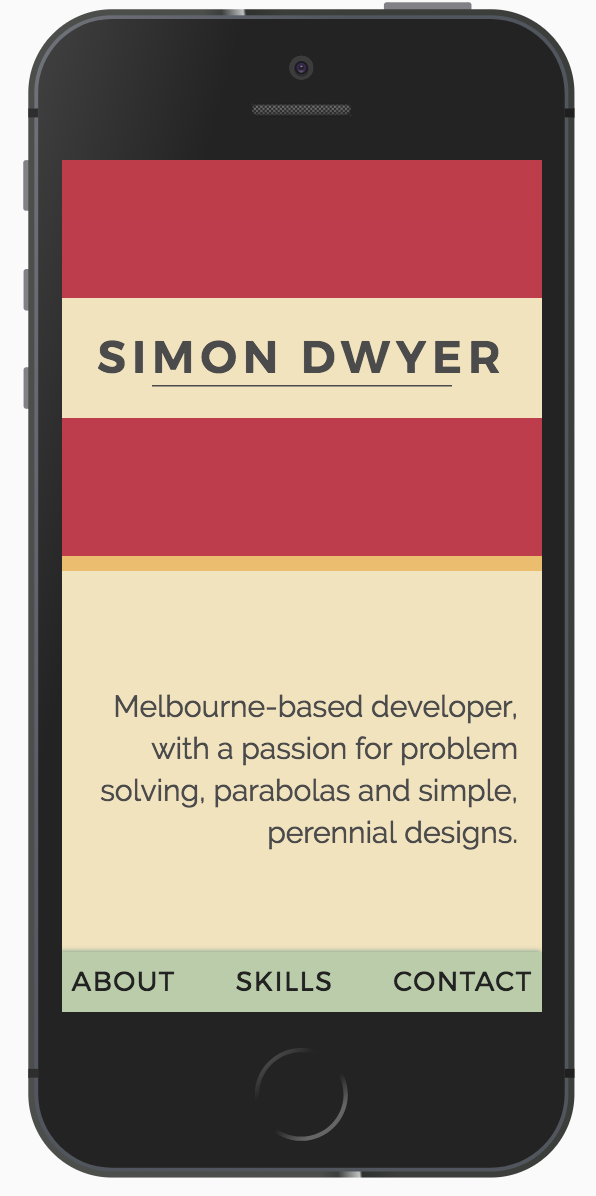 SIMON DWYER
Melbourne-based developer,
with a passion for problem
solving, parabolas and simple,
perennial designs.
ABOUT SKILLS CONTACT